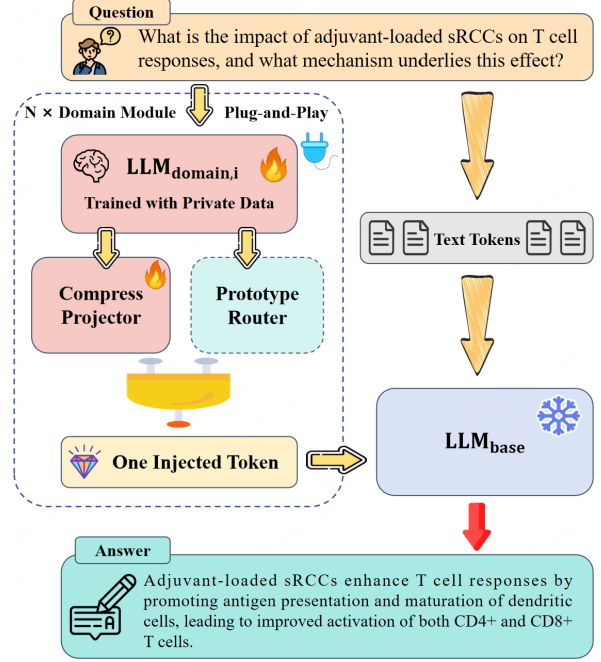 Question
What is the impact of adjuvant-loaded sRCCs on T cell
responses, and what mechanism underlies this effect?
N × Domain Module
Plug-and-Play
LLM_domain,i
Trained with Private Data
Compress
Projector
Prototype
Router
One Injected Token
Text Tokens
LLM_base
Answer
Adjuvant-loaded sRCCs enhance T cell responses by
promoting antigen presentation and maturation of dendritic
cells, leading to improved activation of both CD4+ and CD8+
T cells.
A